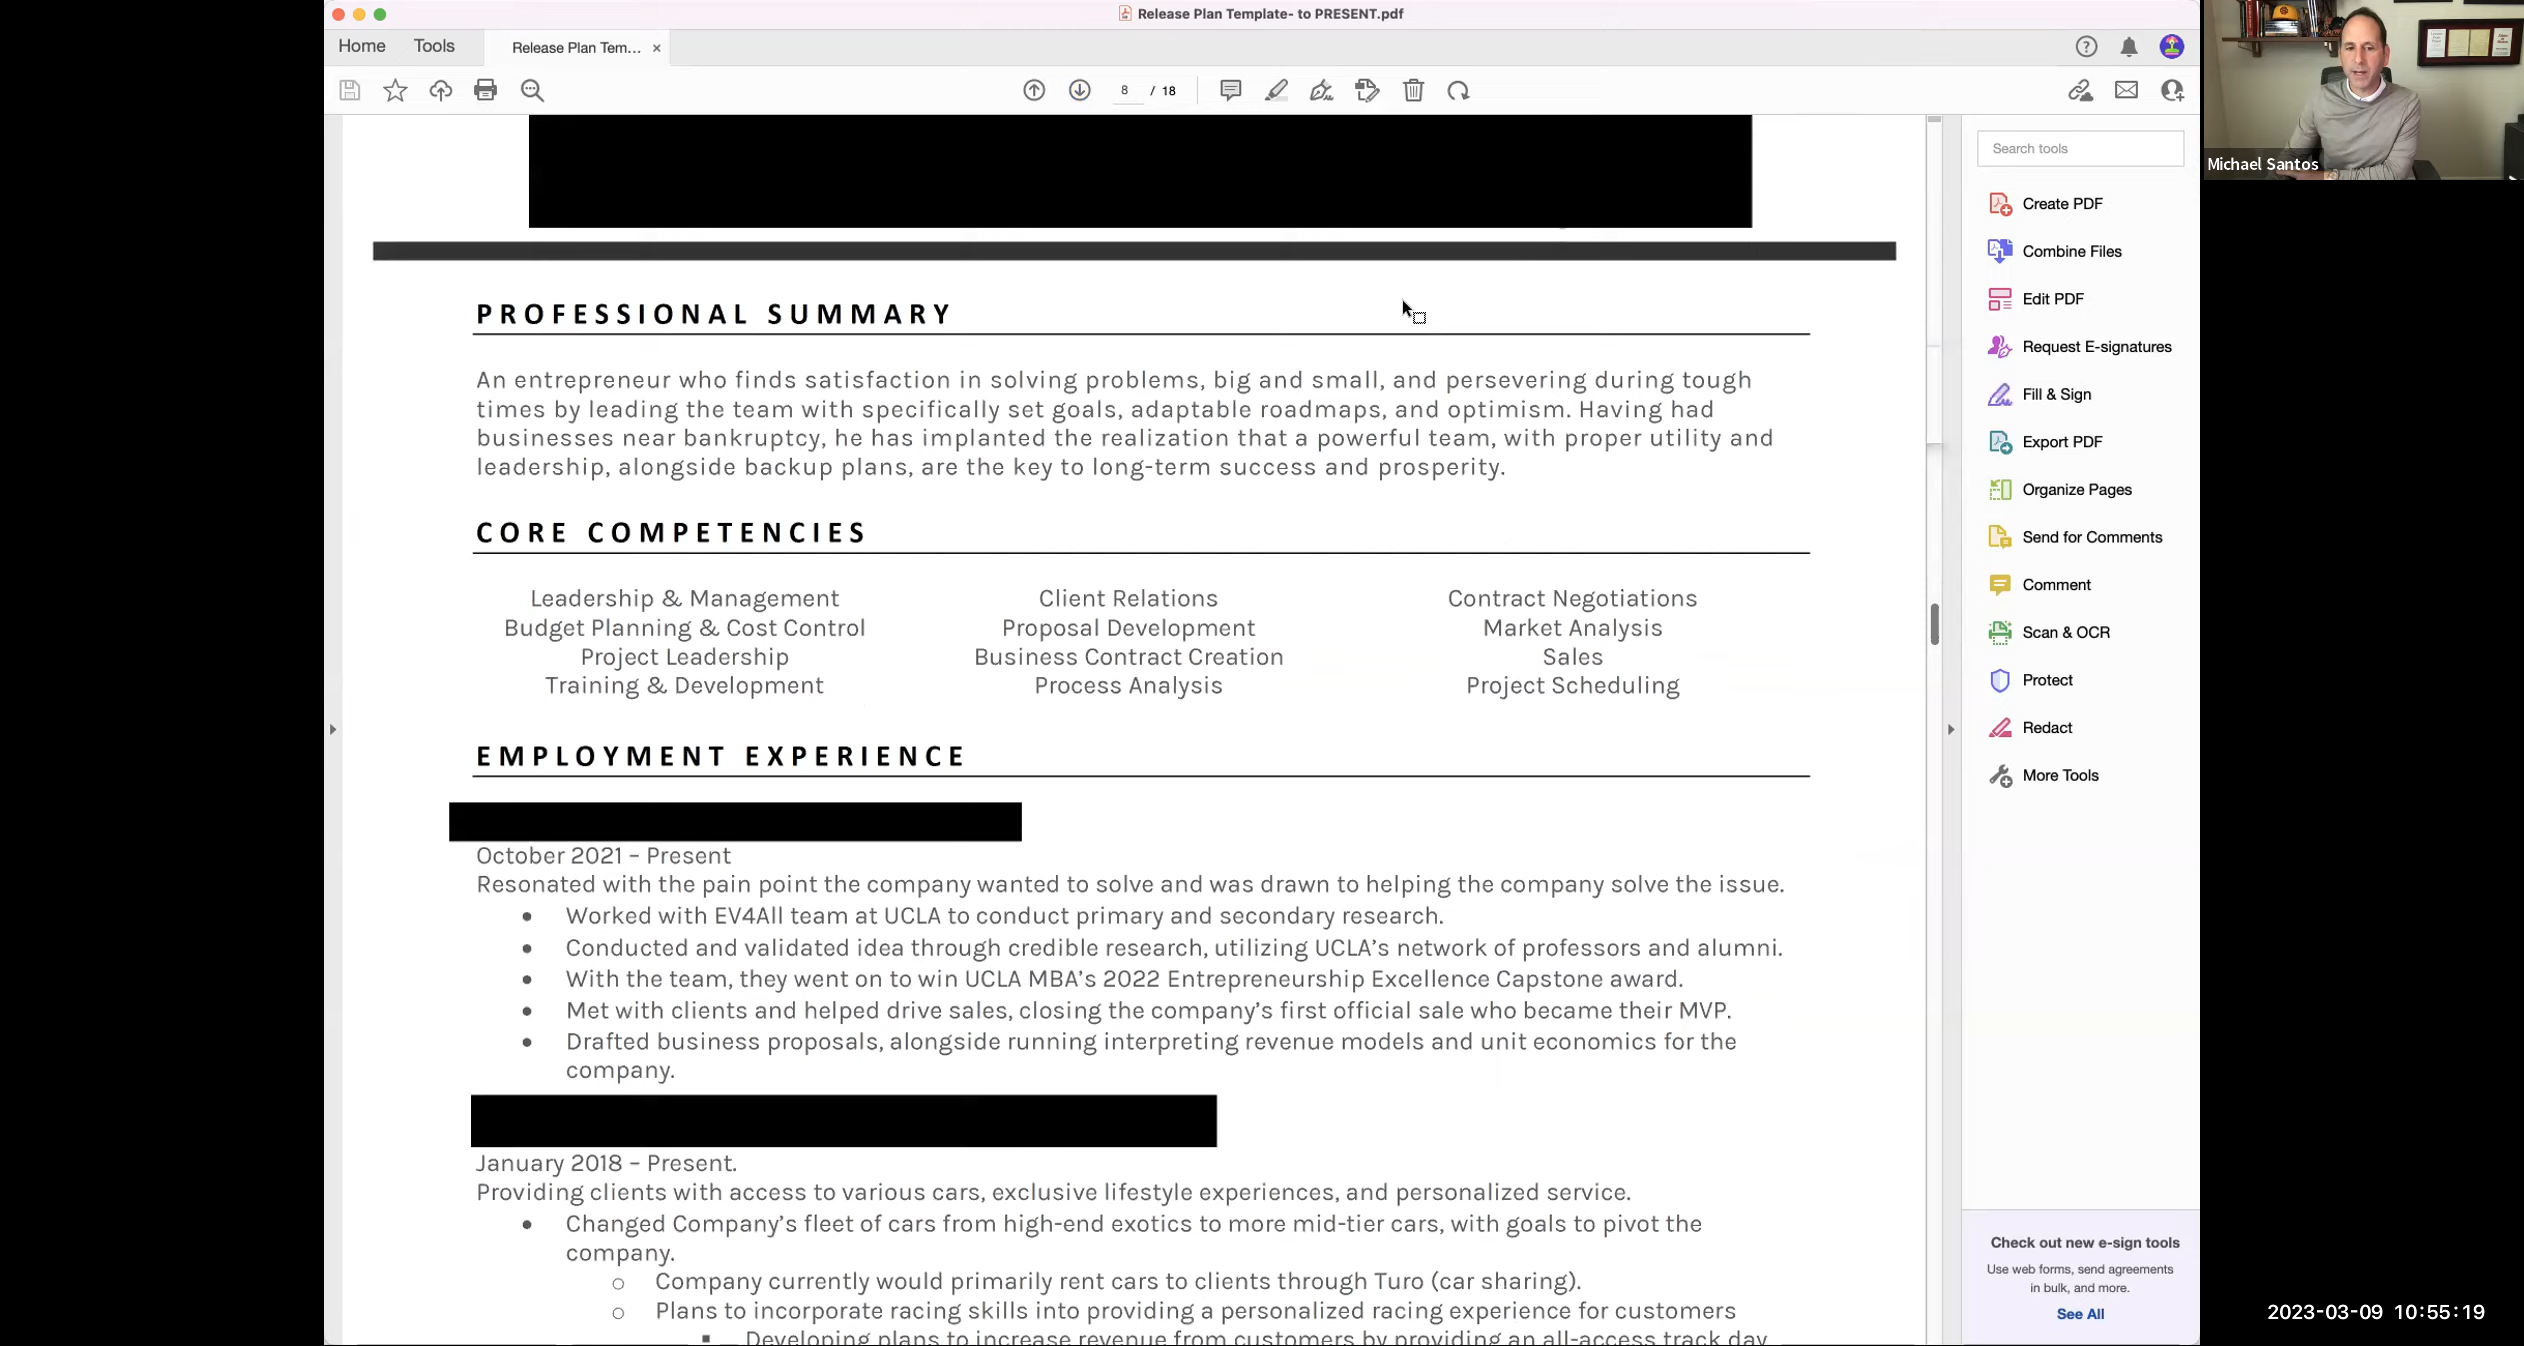 Release Plan Template- to PRESENT.pdf
Home
Tools
Release Plan Tem... ×
8 / 18
Michael Santos
Search tools
PROFESSIONAL SUMMARY
An entrepreneur who finds satisfaction in solving problems, big and small, and persevering during tough
times by leading the team with specifically set goals, adaptable roadmaps, and optimism. Having had
businesses near bankruptcy, he has implanted the realization that a powerful team, with proper utility and
leadership, alongside backup plans, are the key to long-term success and prosperity.
CORE COMPETENCIES
Leadership & Management
Budget Planning & Cost Control
Project Leadership
Training & Development
Client Relations
Proposal Development
Business Contract Creation
Process Analysis
Contract Negotiations
Market Analysis
Sales
Project Scheduling
EMPLOYMENT EXPERIENCE
October 2021 – Present
Resonated with the pain point the company wanted to solve and was drawn to helping the company solve the issue.
• Worked with EV4All team at UCLA to conduct primary and secondary research.
• Conducted and validated idea through credible research, utilizing UCLA’s network of professors and alumni.
• With the team, they went on to win UCLA MBA’s 2022 Entrepreneurship Excellence Capstone award.
• Met with clients and helped drive sales, closing the company’s first official sale who became their MVP.
• Drafted business proposals, alongside running interpreting revenue models and unit economics for the
company.
January 2018 – Present.
Providing clients with access to various cars, exclusive lifestyle experiences, and personalized service.
• Changed Company’s fleet of cars from high-end exotics to more mid-tier cars, with goals to pivot the
company.
○ Company currently would primarily rent cars to clients through Turo (car sharing).
○ Plans to incorporate racing skills into providing a personalized racing experience for customers
▪ Developing plans to increase revenue from customers by providing an all-access track day
Create PDF
Combine Files
Edit PDF
Request E-signatures
Fill & Sign
Export PDF
Organize Pages
Send for Comments
Comment
Scan & OCR
Protect
Redact
More Tools
Check out new e-sign tools
Use web forms, send agreements
in bulk, and more.
See All
2023-03-09 10:55:19